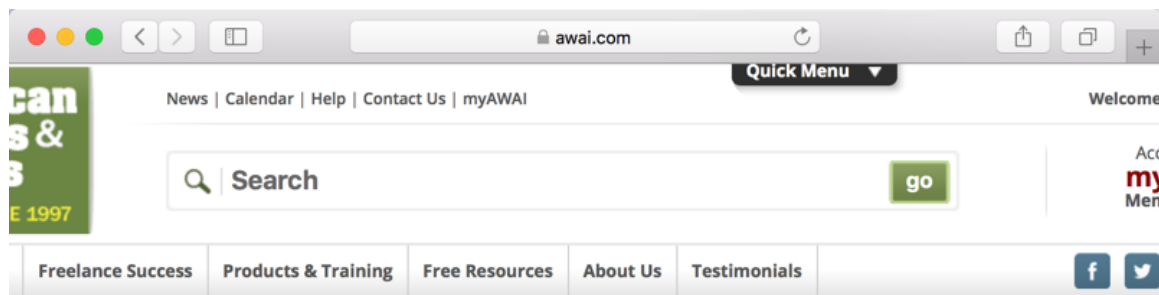 awai.com
Quick Menu
News | Calendar | Help | Contact Us | myAWAI
Welcome
can
s &
s
E 1997
Search
go
my
Freelance Success
Products & Training
Free Resources
About Us
Testimonials